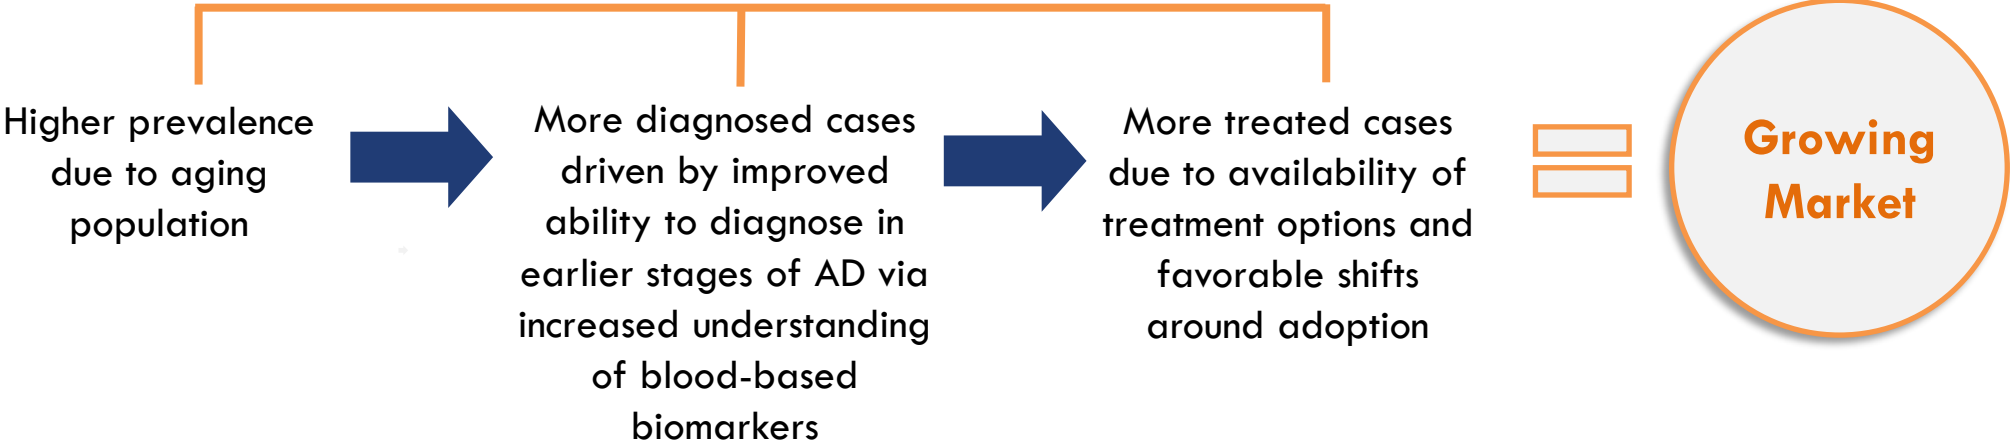 Higher prevalence
due to aging
population
More diagnosed cases
driven by improved
ability to diagnose in
earlier stages of AD via
increased understanding
of blood-based
biomarkers
More treated cases
due to availability of
treatment options and
favorable shifts
around adoption
Growing
Market